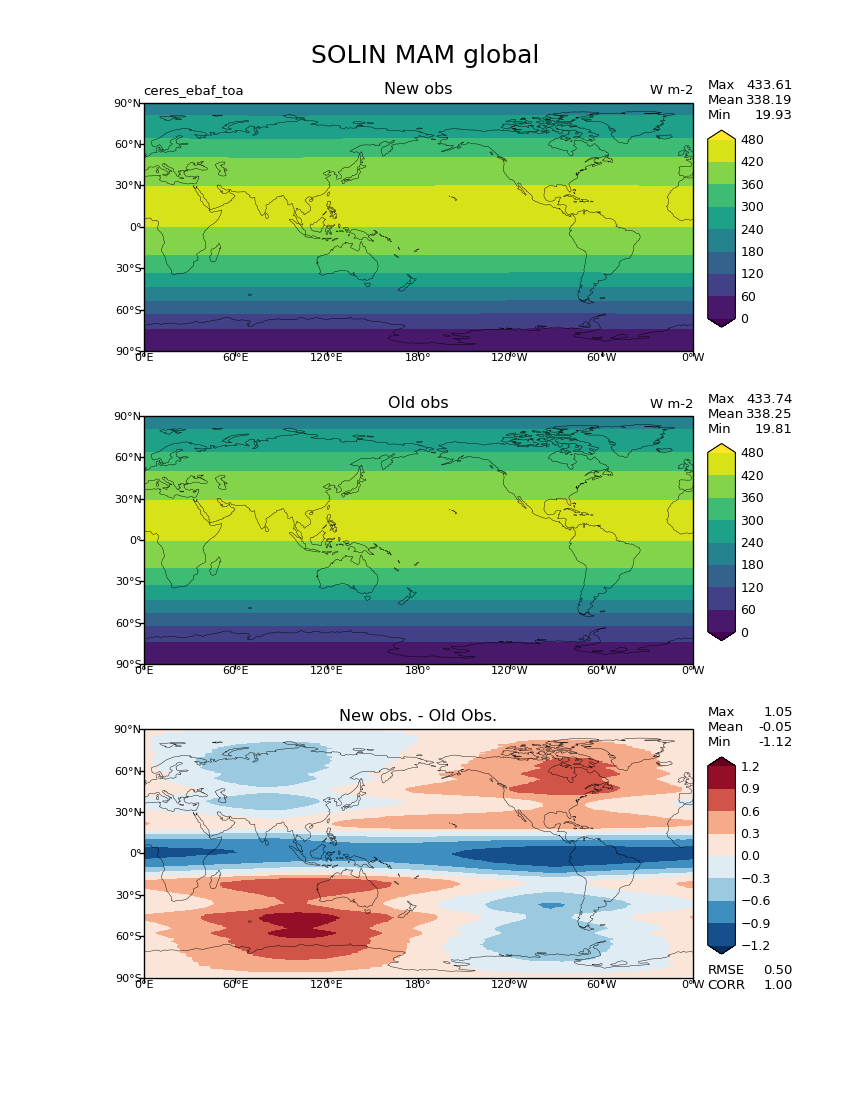 SOLIN MAM global
ceres_ebaf_toa New obs W m-2
Max 433.61
Mean 338.19
Min 19.93
90°N
60°N
30°N
0°
30°S
60°S
90°S
0°E 60°E 120°E 180° 120°W 60°W 0°W
480
420
360
300
240
180
120
60
0
Old obs W m-2
Max 433.74
Mean 338.25
Min 19.81
90°N
60°N
30°N
0°
30°S
60°S
90°S
0°E 60°E 120°E 180° 120°W 60°W 0°W
480
420
360
300
240
180
120
60
0
New obs. - Old Obs.
Max 1.05
Mean -0.05
Min -1.12
90°N
60°N
30°N
0°
30°S
60°S
90°S
0°E 60°E 120°E 180° 120°W 60°W 0°W
1.2
0.9
0.6
0.3
0.0
−0.3
−0.6
−0.9
−1.2
RMSE 0.50
CORR 1.00